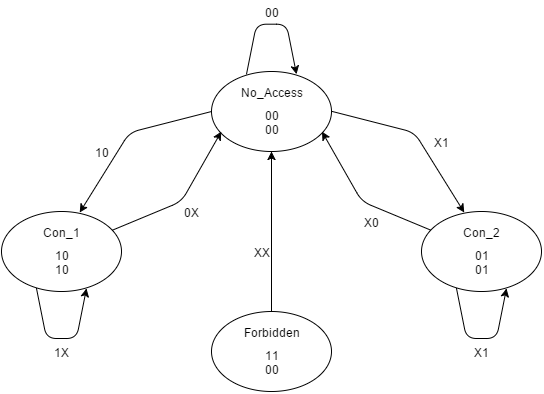 00
No_Access
00
00
10
X1
0X
X0
Con_1
10
10
Con_2
01
01
XX
Forbidden
11
00
1X
X1